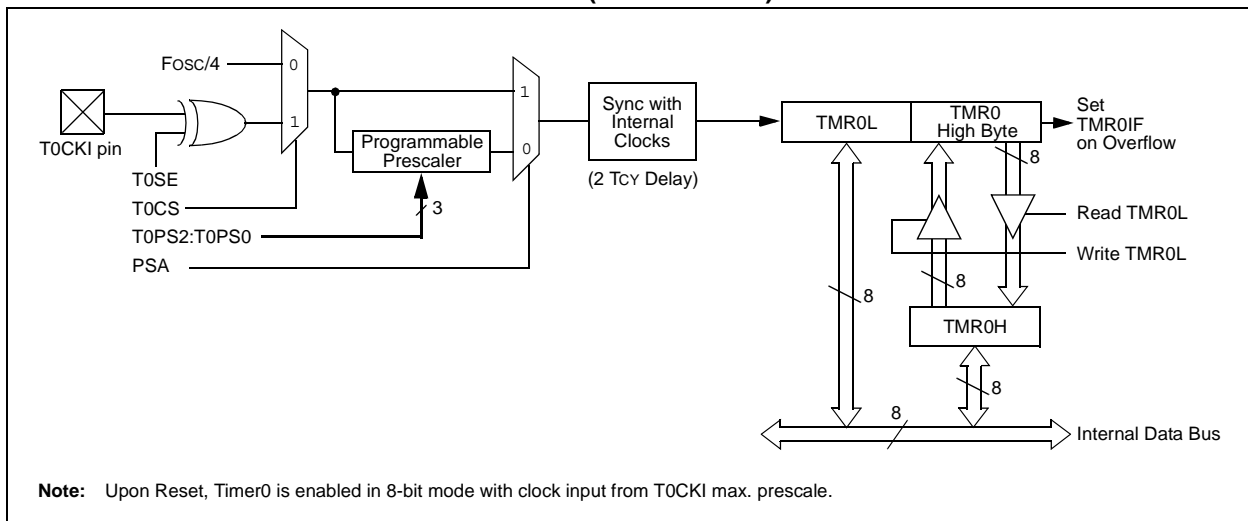 FOSC/4
0
1
T0CKI pin
T0SE
T0CS
T0PS2:T0PS0
PSA
Programmable
Prescaler
3
1
0
Sync with
Internal
Clocks
(2 TCY Delay)
TMR0L
TMR0
High Byte
Set
TMR0IF
on Overflow
8
Read TMR0L
Write TMR0L
8
8
TMR0H
8
8
Internal Data Bus
Note: Upon Reset, Timer0 is enabled in 8-bit mode with clock input from T0CKI max. prescale.